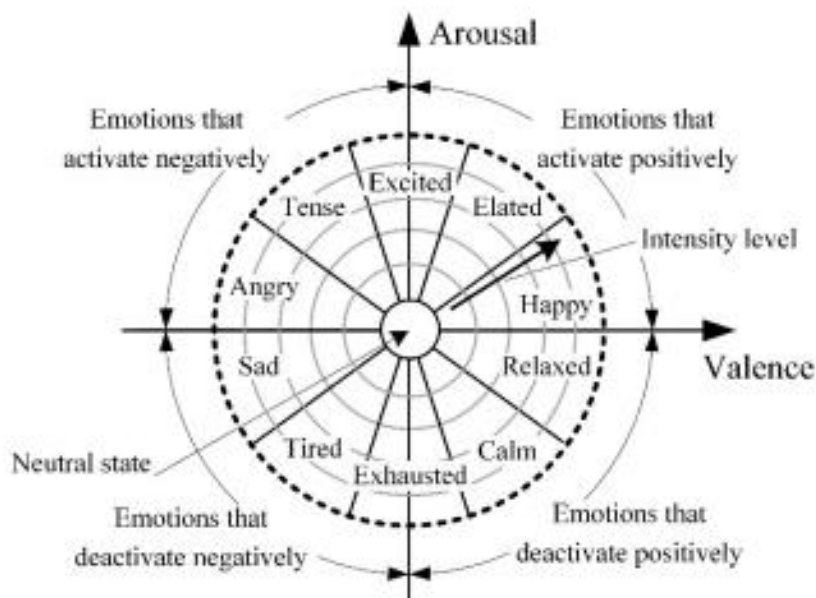 Arousal
Emotions that
activate negatively
Emotions that
activate positively
Excited
Tense
Elated
Intensity level
Angry
Happy
Valence
Sad
Relaxed
Neutral state
Tired
Calm
Exhausted
Emotions that
deactivate negatively
Emotions that
deactivate positively